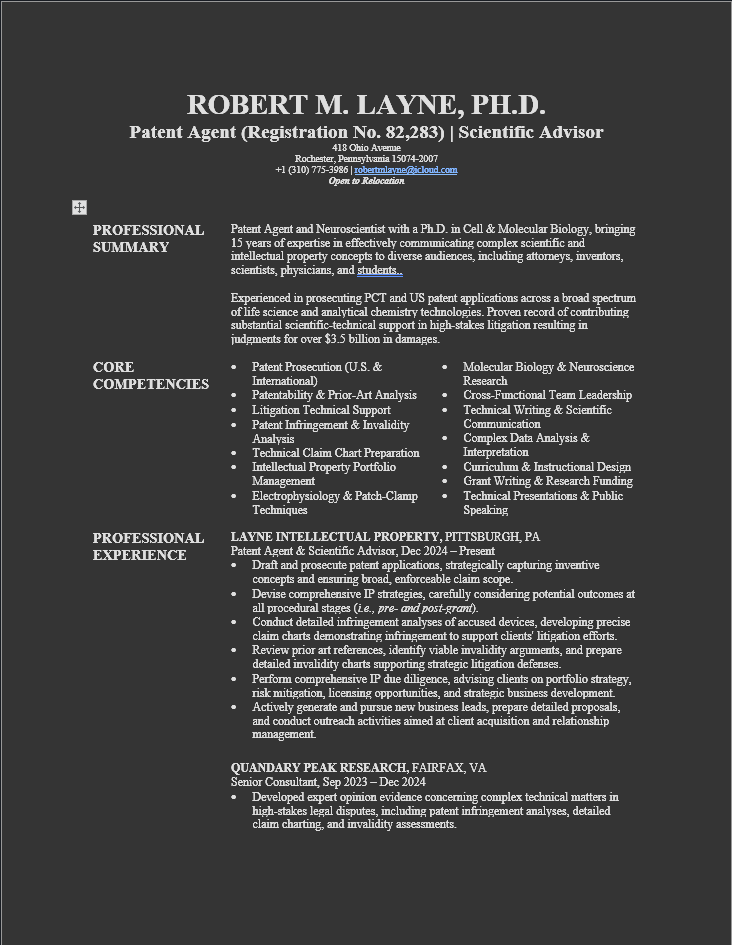 ROBERT M. LAYNE, PH.D.
Patent Agent (Registration No. 82,283) | Scientific Advisor
418 Ohio Avenue
Rochester, Pennsylvania 15074-2007
+1 (310) 775-3986 | robertmlayne@icloud.com
Open to Relocation
PROFESSIONAL
SUMMARY
Patent Agent and Neuroscientist with a Ph.D. in Cell & Molecular Biology, bringing
15 years of expertise in effectively communicating complex scientific and
intellectual property concepts to diverse audiences, including attorneys, inventors,
scientists, physicians, and students..
Experienced in prosecuting PCT and US patent applications across a broad spectrum
of life science and analytical chemistry technologies. Proven record of contributing
substantial scientific-technical support in high-stakes litigation resulting in
judgments for over $3.5 billion in damages.
CORE
COMPETENCIES
• Patent Prosecution (U.S. &
International)
• Patentability & Prior-Art Analysis
• Litigation Technical Support
• Patent Infringement & Invalidity
Analysis
• Technical Claim Chart Preparation
• Intellectual Property Portfolio
Management
• Electrophysiology & Patch-Clamp
Techniques
• Molecular Biology & Neuroscience
Research
• Cross-Functional Team Leadership
• Technical Writing & Scientific
Communication
• Complex Data Analysis &
Interpretation
• Curriculum & Instructional Design
• Grant Writing & Research Funding
• Technical Presentations & Public
Speaking
PROFESSIONAL
EXPERIENCE
LAYNE INTELLECTUAL PROPERTY, PITTSBURGH, PA
Patent Agent & Scientific Advisor, Dec 2024 – Present
• Draft and prosecute patent applications, strategically capturing inventive
concepts and ensuring broad, enforceable claim scope.
• Devise comprehensive IP strategies, carefully considering potential outcomes at
all procedural stages (i.e., pre- and post-grant).
• Conduct detailed infringement analyses of accused devices, developing precise
claim charts demonstrating infringement to support clients' litigation efforts.
• Review prior art references, identify viable invalidity arguments, and prepare
detailed invalidity charts supporting strategic litigation defenses.
• Perform comprehensive IP due diligence, advising clients on portfolio strategy,
risk mitigation, licensing opportunities, and strategic business development.
• Actively generate and pursue new business leads, prepare detailed proposals,
and conduct outreach activities aimed at client acquisition and relationship
management.
QUANDARY PEAK RESEARCH, FAIRFAX, VA
Senior Consultant, Sep 2023 – Dec 2024
• Developed expert opinion evidence concerning complex technical matters in
high-stakes legal disputes, including patent infringement analyses, detailed
claim charting, and invalidity assessments.